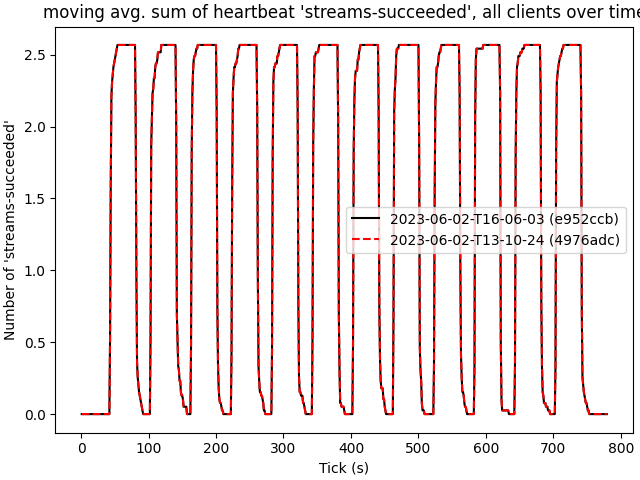 moving avg. sum of heartbeat 'streams-succeeded', all clients over time
2.5
2.0
1.5
1.0
0.5
0.0
Number of 'streams-succeeded'
2023-06-02-T16-06-03 (e952ccb)
2023-06-02-T13-10-24 (4976adc)
0 100 200 300 400 500 600 700 800
Tick (s)